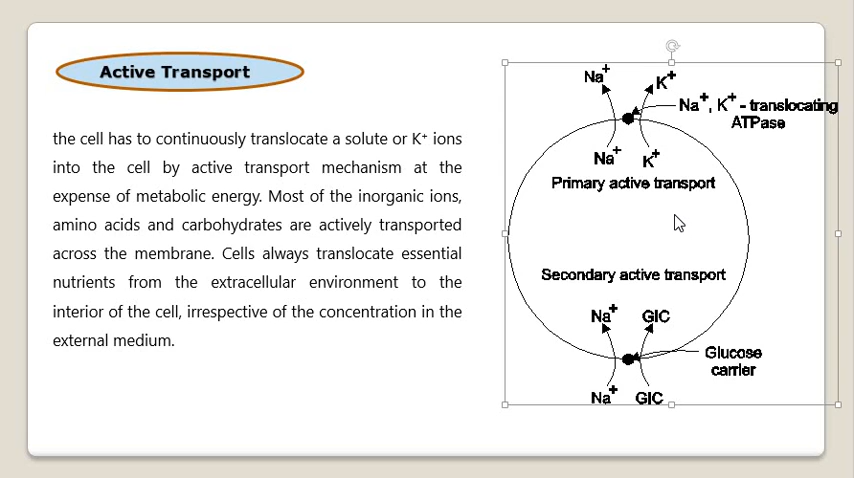 Active Transport
the cell has to continuously translocate a solute or K⁺ ions
into the cell by active transport mechanism at the
expense of metabolic energy. Most of the inorganic ions,
amino acids and carbohydrates are actively transported
across the membrane. Cells always translocate essential
nutrients from the extracellular environment to the
interior of the cell, irrespective of the concentration in the
external medium.
Na⁺ K⁺
Na⁺, K⁺ - translocating
ATPase
Na⁺ K⁺
Primary active transport
Secondary active transport
Na⁺ GlC
Glucose
carrier
Na⁺ GlC